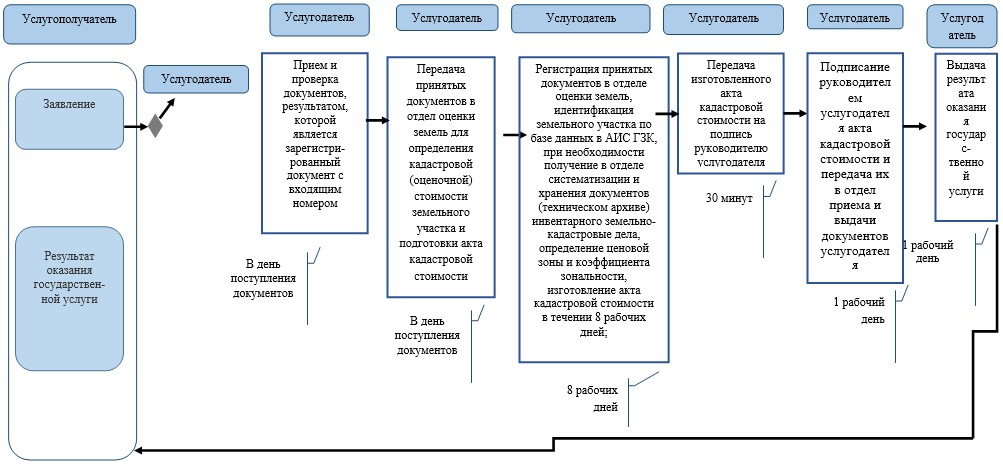 Услугополучатель
Заявление
Результат
оказания
государствен-
ной услуги
Услугодатель
Услугодатель
Прием и
проверка
документов,
результатом,
которой
является
зарегистри-
рованный
документ с
входящим
номером
В день
поступления
документов
Услугодатель
Передача
принятых
документов в
отдел оценки
земель для
определения
кадастровой
(оценочной)
стоимости
земельного
участка и
подготовки акта
кадастровой
стоимости
В день
поступления
документов
Услугодатель
Регистрация принятых
документов в отделе
оценки земель,
идентификация
земельного участка по
базе данных в АИС ГЗК,
при необходимости
получение в отделе
систематизации и
хранения документов
(техническом архиве)
инвентарного земельно-
кадастровые дела,
определение ценовой
зоны и коэффициента
зональности,
изготовление акта
кадастровой стоимости
в течении 8 рабочих
дней;
8 рабочих
дней
Услугодатель
Передача
изготовленного
акта
кадастровой
стоимости на
подпись
руководителю
услугодателя
30 минут
Услугодатель
Подписание
руководител
ем
услугодател
я акта
кадастровой
стоимости и
передача их
в отдел
приема и
выдачи
документов
услугодател
я
1 рабочий
день
Услугод
атель
Выдача
результ
ата
оказани
я
государ
с-
твенно
й
услуги
1 рабочий
день